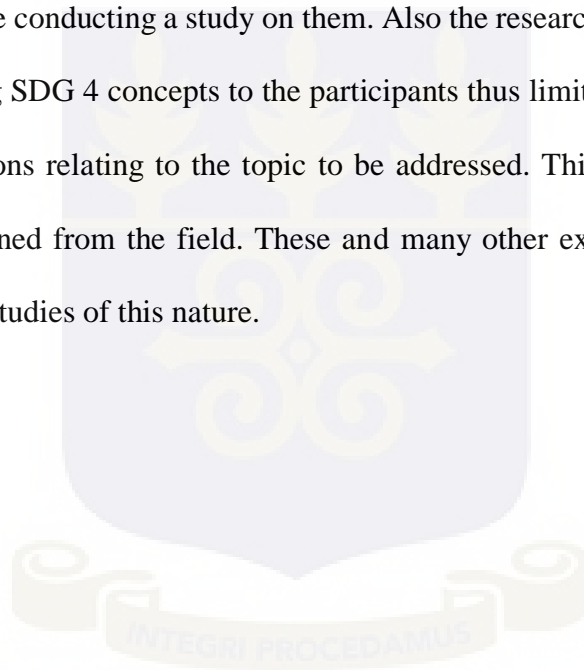 e conducting a study on them. Also the researc
g SDG 4 concepts to the participants thus limit
ons relating to the topic to be addressed. Thi
ned from the field. These and many other ex
tudies of this nature.
INTEGRI PROCEDAMUS